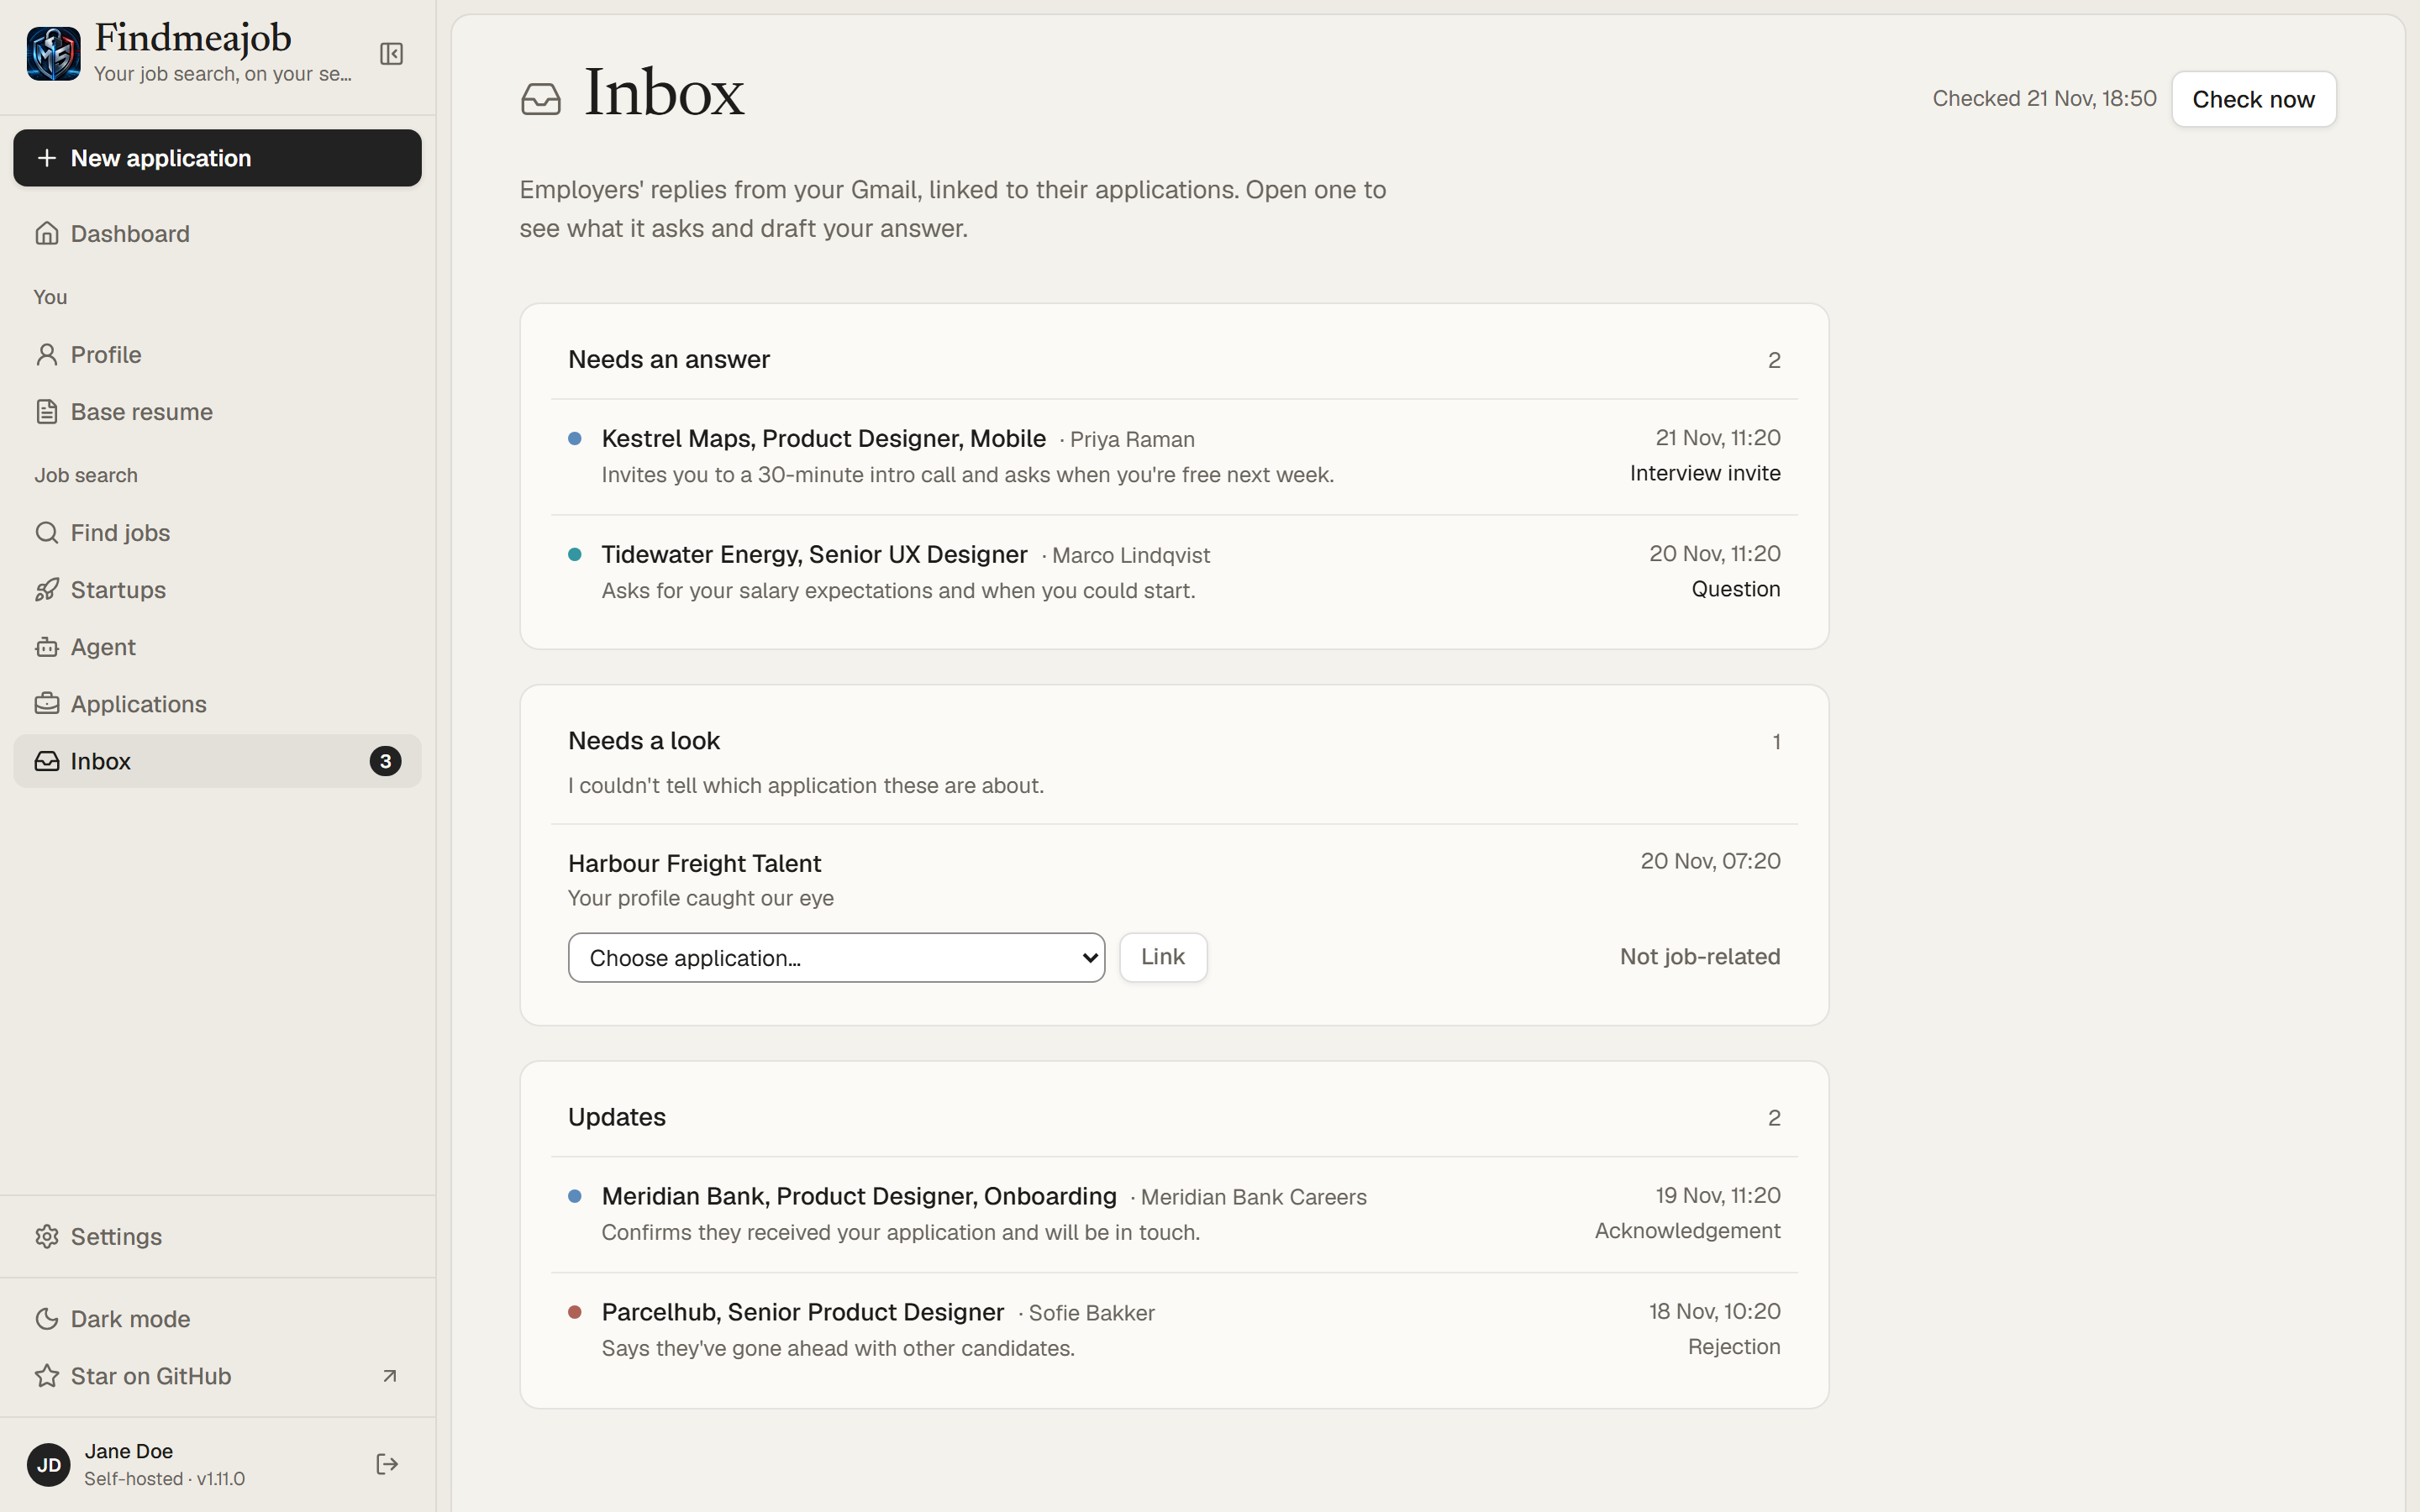 Findmeajob
Your job search, on your se...
New application
Dashboard
You
Profile
Base resume
Job search
Find jobs
Startups
Agent
Applications
Inbox 3
Settings
Dark mode
Star on GitHub
JD Jane Doe
Self-hosted · v1.11.0
Inbox
Checked 21 Nov, 18:50 Check now
Employers' replies from your Gmail, linked to their applications. Open one to
see what it asks and draft your answer.
Needs an answer 2
Kestrel Maps, Product Designer, Mobile · Priya Raman 21 Nov, 11:20
Invites you to a 30-minute intro call and asks when you're free next week. Interview invite
Tidewater Energy, Senior UX Designer · Marco Lindqvist 20 Nov, 11:20
Asks for your salary expectations and when you could start. Question
Needs a look 1
I couldn't tell which application these are about.
Harbour Freight Talent 20 Nov, 07:20
Your profile caught our eye
Choose application... Link Not job-related
Updates 2
Meridian Bank, Product Designer, Onboarding · Meridian Bank Careers 19 Nov, 11:20
Confirms they received your application and will be in touch. Acknowledgement
Parcelhub, Senior Product Designer · Sofie Bakker 18 Nov, 10:20
Says they've gone ahead with other candidates. Rejection